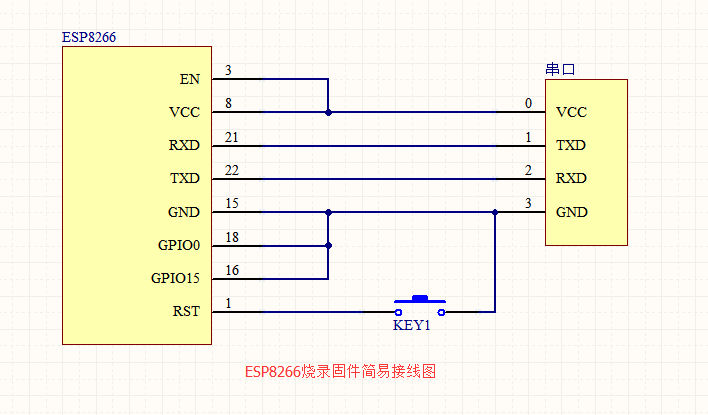 ESP8266
串口
EN 3
VCC 8 0 VCC
RXD 21 1 TXD
TXD 22 2 RXD
GND 15 3 GND
GPIO0 18
GPIO15 16
RST 1
KEY1
ESP8266烧录固件简易接线图